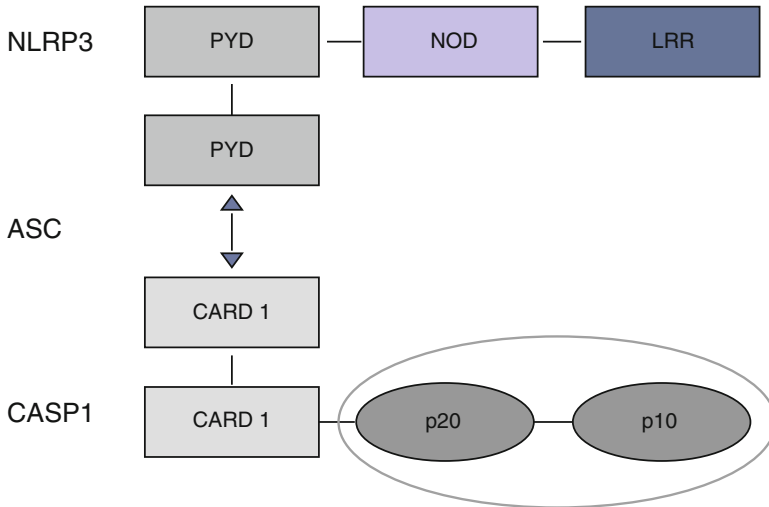 NLRP3 PYD NOD LRR
PYD
ASC
CARD 1
CASP1 CARD 1 p20 p10